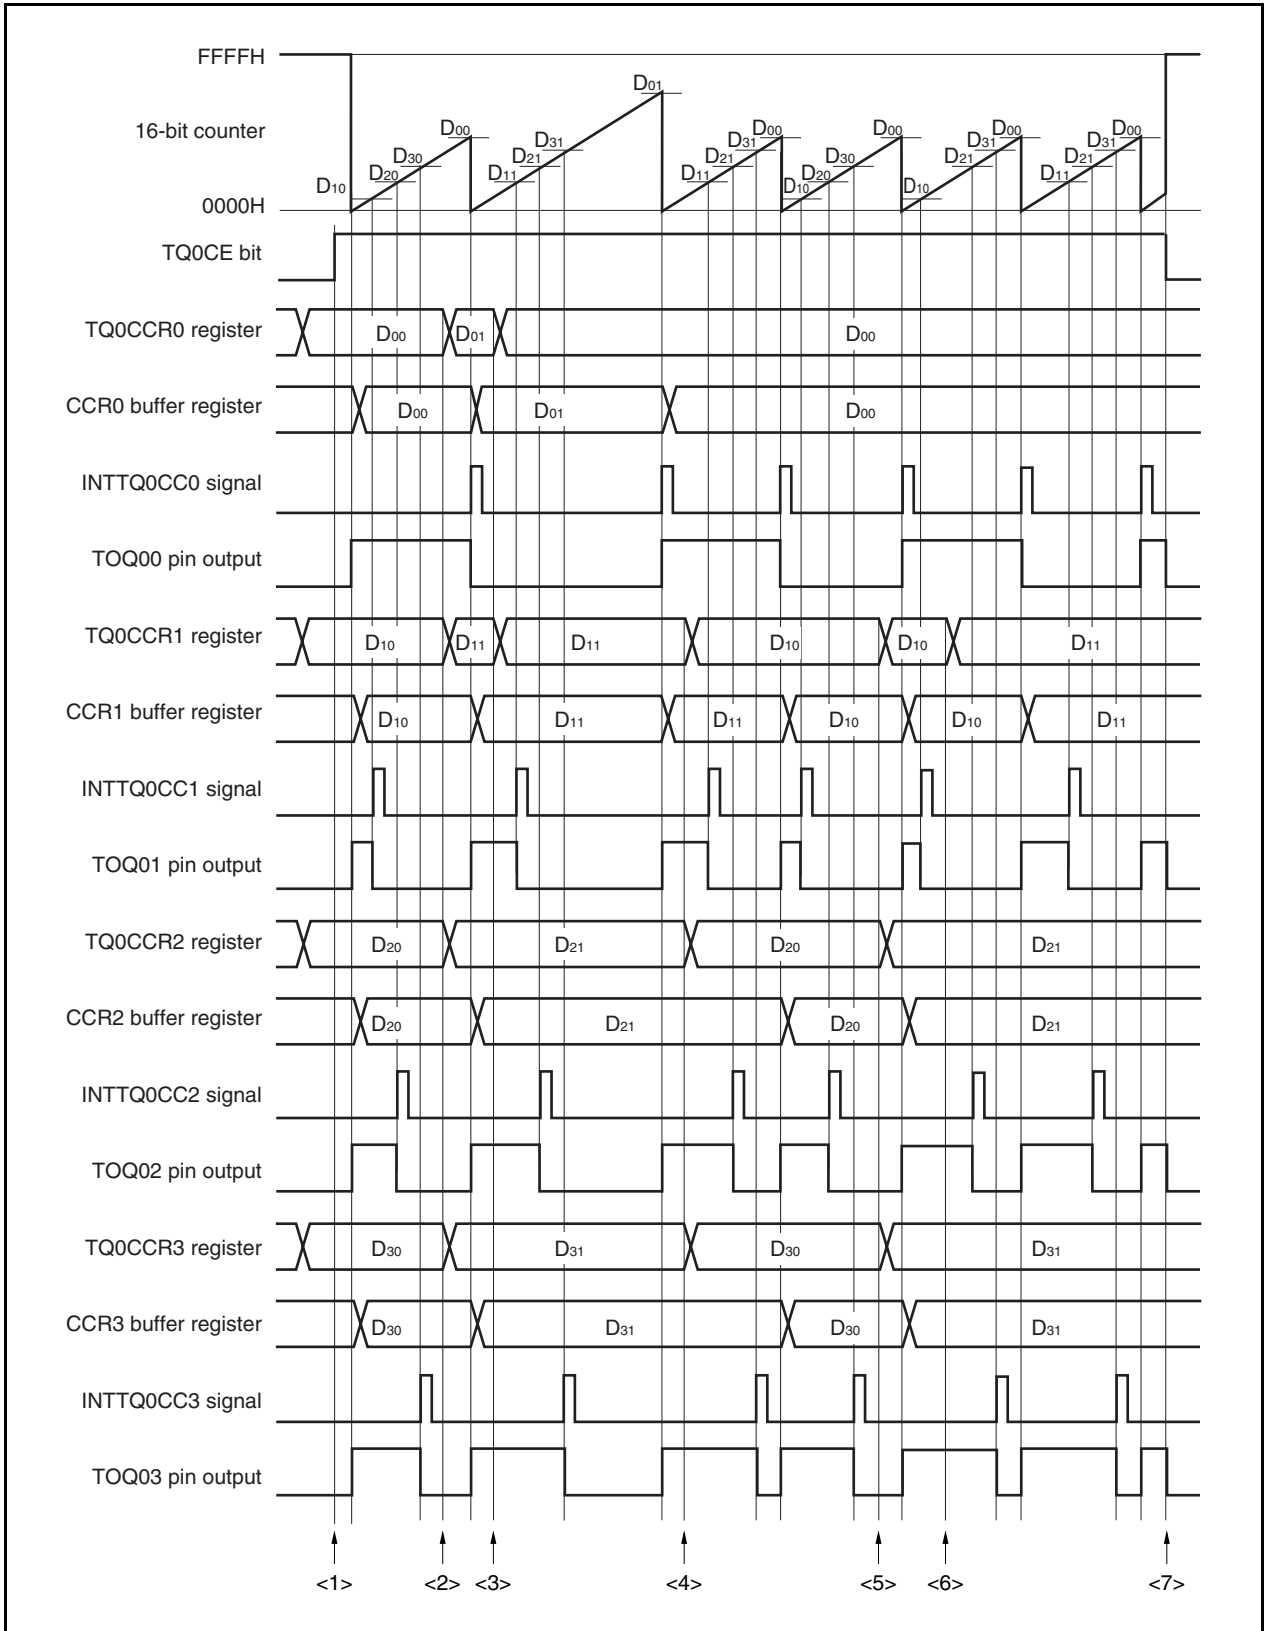 FFFFH
16-bit counter
0000H
D10 D20 D30 D00 D11 D21 D31 D01 D11 D21 D31 D00 D10 D20 D30 D00 D10 D21 D31 D00 D11 D21 D31 D00
TQ0CE bit
TQ0CCR0 register D00 D01 D00
CCR0 buffer register D00 D01 D00
INTTQ0CC0 signal
TOQ00 pin output
TQ0CCR1 register D10 D11 D11 D10 D10 D11
CCR1 buffer register D10 D11 D11 D10 D10 D11
INTTQ0CC1 signal
TOQ01 pin output
TQ0CCR2 register D20 D21 D20 D21
CCR2 buffer register D20 D21 D20 D21
INTTQ0CC2 signal
TOQ02 pin output
TQ0CCR3 register D30 D31 D30 D31
CCR3 buffer register D30 D31 D30 D31
INTTQ0CC3 signal
TOQ03 pin output
<1> <2> <3> <4> <5> <6> <7>